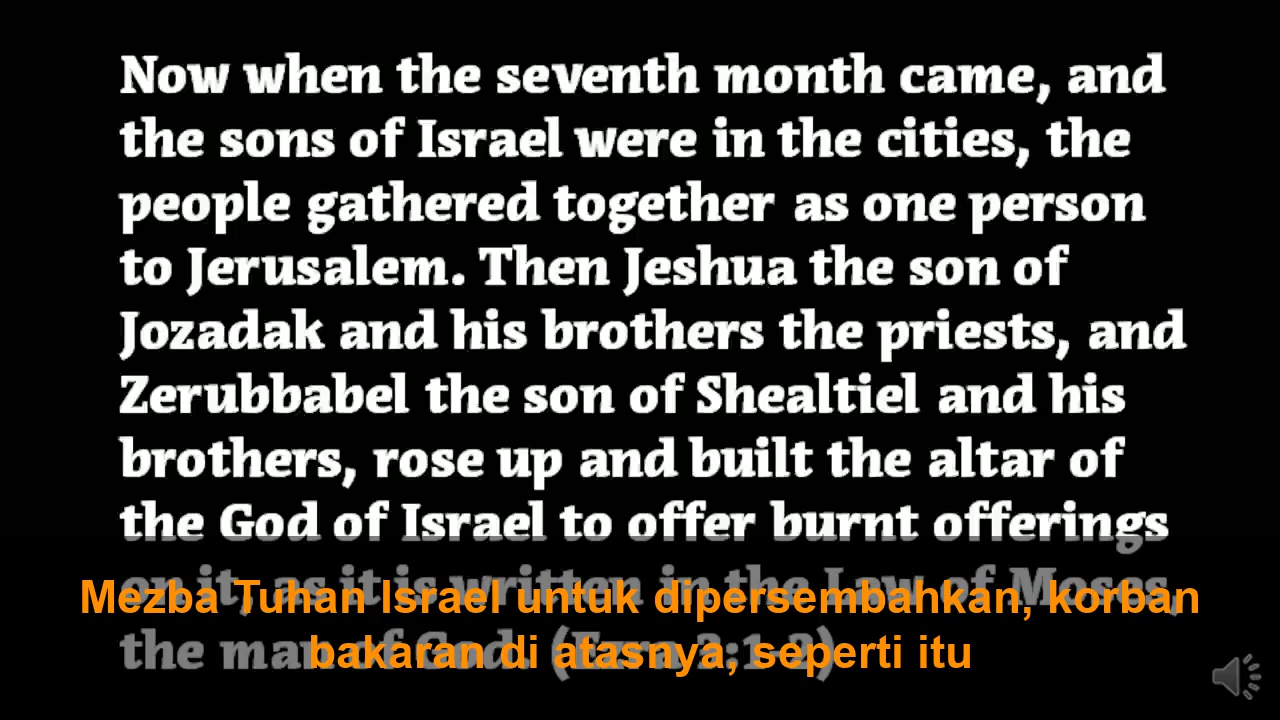 Now when the seventh month came, and
the sons of Israel were in the cities, the
people gathered together as one person
to Jerusalem. Then Jeshua the son of
Jozadak and his brothers the priests, and
Zerubbabel the son of Shealtiel and his
brothers, rose up and built the altar of
the God of Israel to offer burnt offerings
on it, as it is written in the Law of Moses,
the man of God. (Ezra 3:1-2)
Mezba Tuhan Israel untuk dipersembahkan, korban
bakaran di atasnya, seperti itu